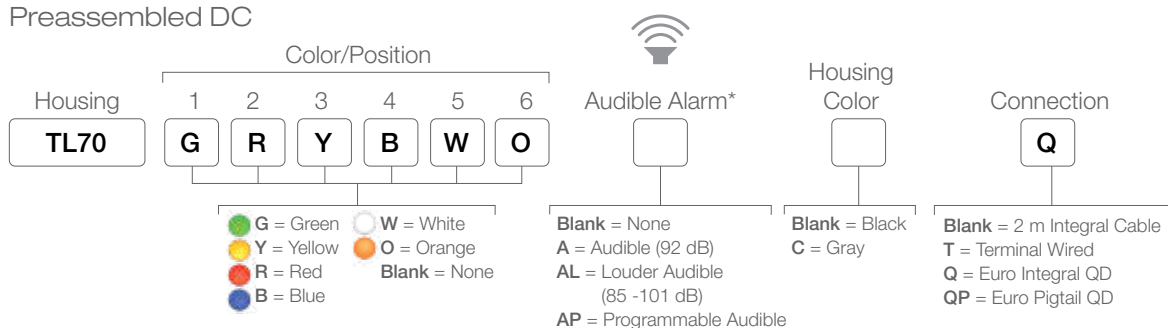 Preassembled DC
Color/Position
Housing 1 2 3 4 5 6 Audible Alarm* Housing Color Connection
TL70 G R Y B W O Q
G = Green
Y = Yellow
R = Red
B = Blue
W = White
O = Orange
Blank = None
Blank = None
A = Audible (92 dB)
AL = Louder Audible
(85 -101 dB)
AP = Programmable Audible
Blank = Black
C = Gray
Blank = 2 m Integral Cable
T = Terminal Wired
Q = Euro Integral QD
QP = Euro Pigtail QD